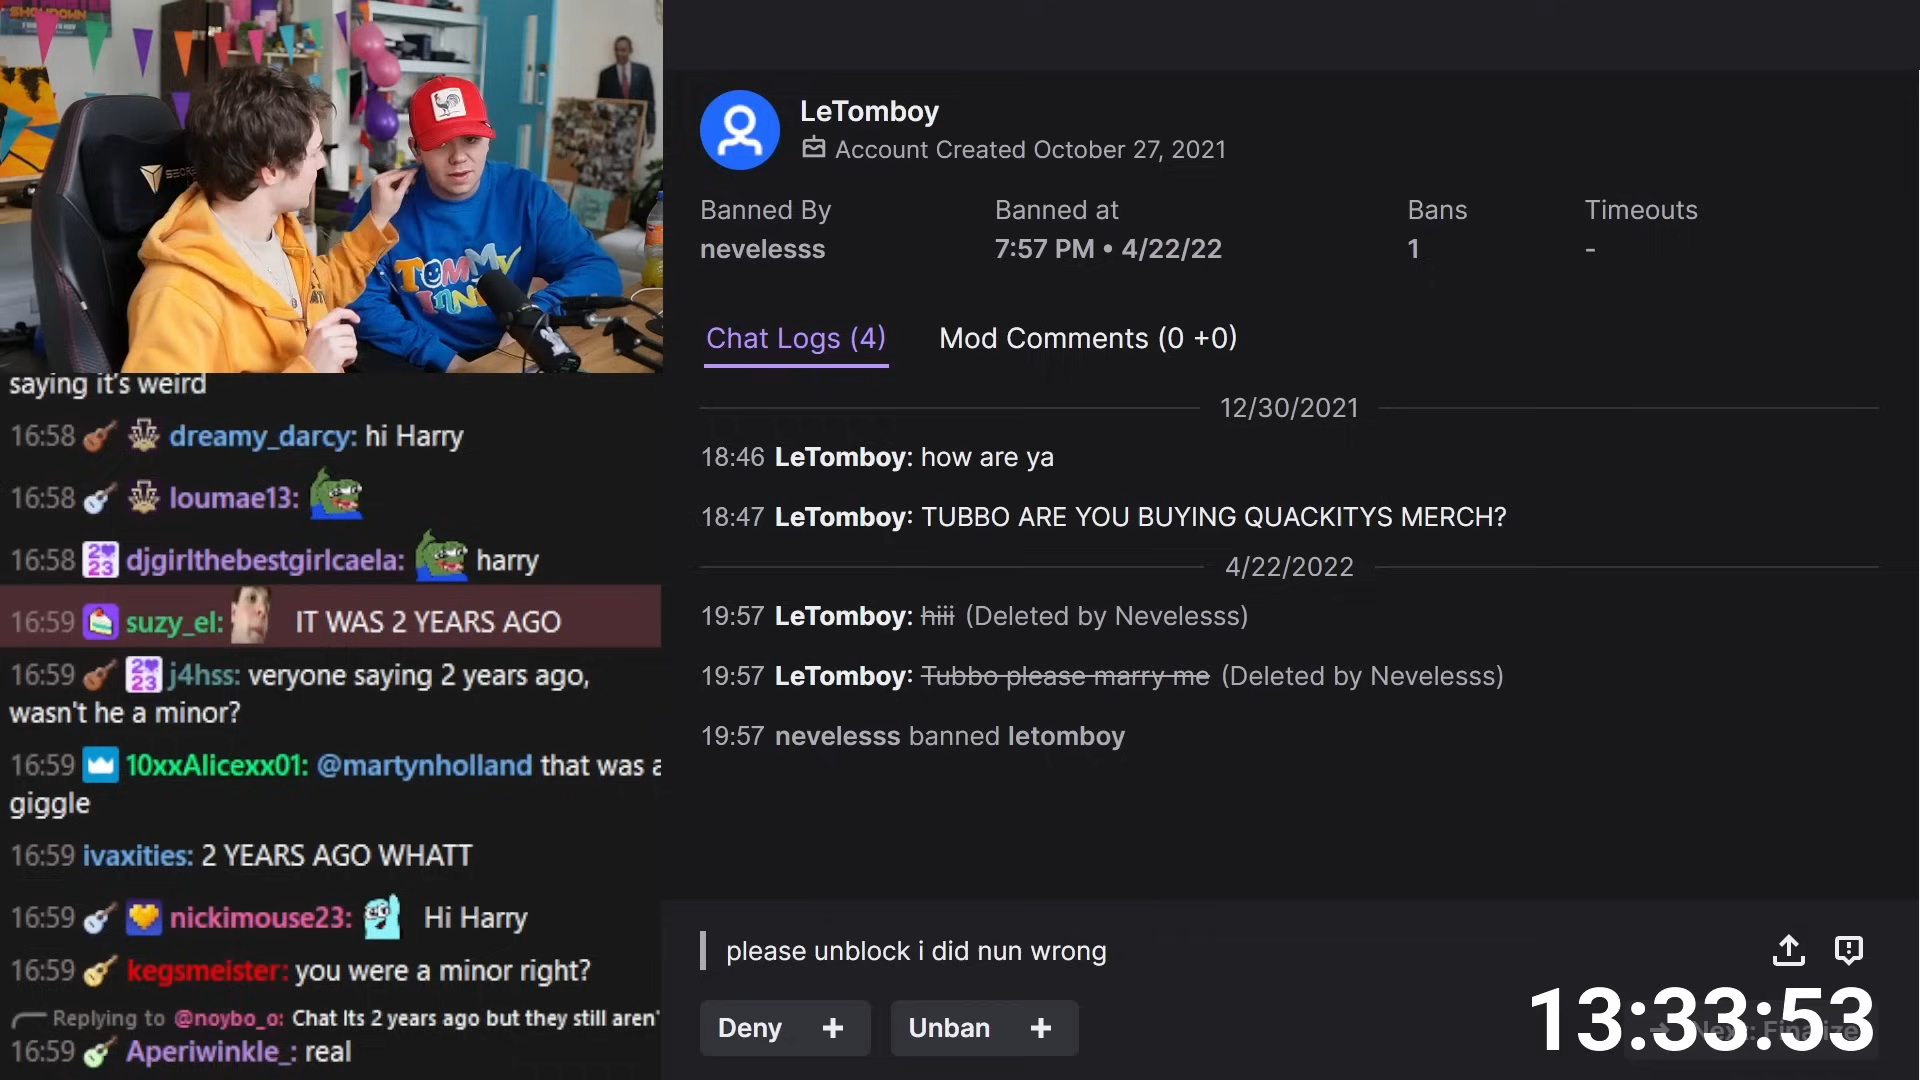 SHOWDOWN
TOMMY
INNIT
saying it's weird
16:58 dreamy_darcy: hi Harry
16:58 loumae13:
16:58 2 23 djgirlthebestgirlcaela: harry
16:59 suzy_el: IT WAS 2 YEARS AGO
16:59 2 23 j4hss: veryone saying 2 years ago,
wasn't he a minor?
16:59 10xxAlicexx01: @martynholland that was a
giggle
16:59 ivaxities: 2 YEARS AGO WHATT
16:59 nickimouse23: Hi Harry
16:59 kegsmeister: you were a minor right?
Replying to @noybo_o: Chat Its 2 years ago but they still aren'
16:59 Aperiwinkle_: real
LeTomboy
Account Created October 27, 2021
Banned By Banned at Bans Timeouts
nevelesss 7:57 PM • 4/22/22 1 -
Chat Logs (4) Mod Comments (0 +0)
12/30/2021
18:46 LeTomboy: how are ya
18:47 LeTomboy: TUBBO ARE YOU BUYING QUACKITYS MERCH?
4/22/2022
19:57 LeTomboy: hiii (Deleted by Nevelesss)
19:57 LeTomboy: Tubbo please marry me (Deleted by Nevelesss)
19:57 nevelesss banned letomboy
please unblock i did nun wrong
Deny + Unban +
13:33:53